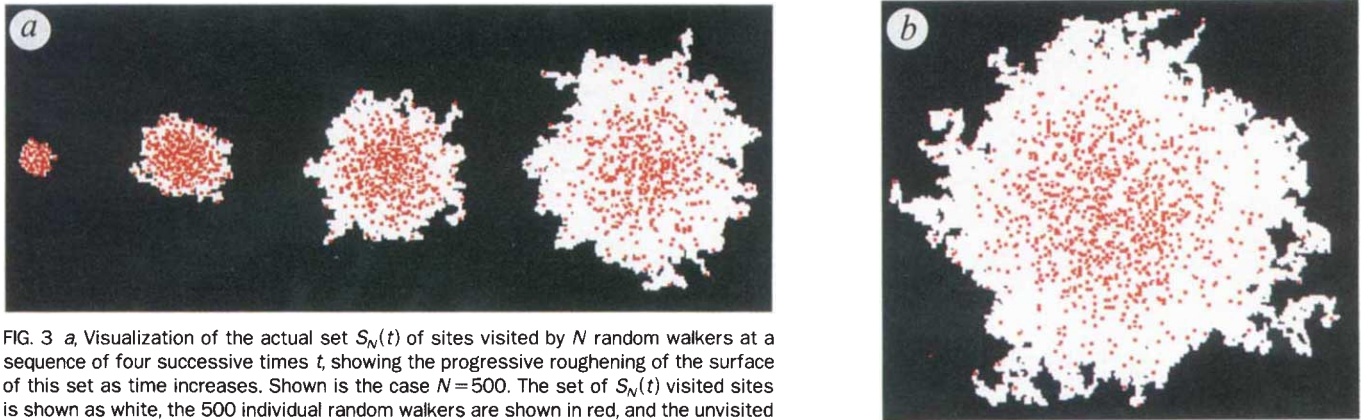 a
b
FIG. 3 a, Visualization of the actual set S_N(t) of sites visited by N random walkers at a
sequence of four successive times t, showing the progressive roughening of the surface
of this set as time increases. Shown is the case N=500. The set of S_N(t) visited sites
is shown as white, the 500 individual random walkers are shown in red, and the unvisited